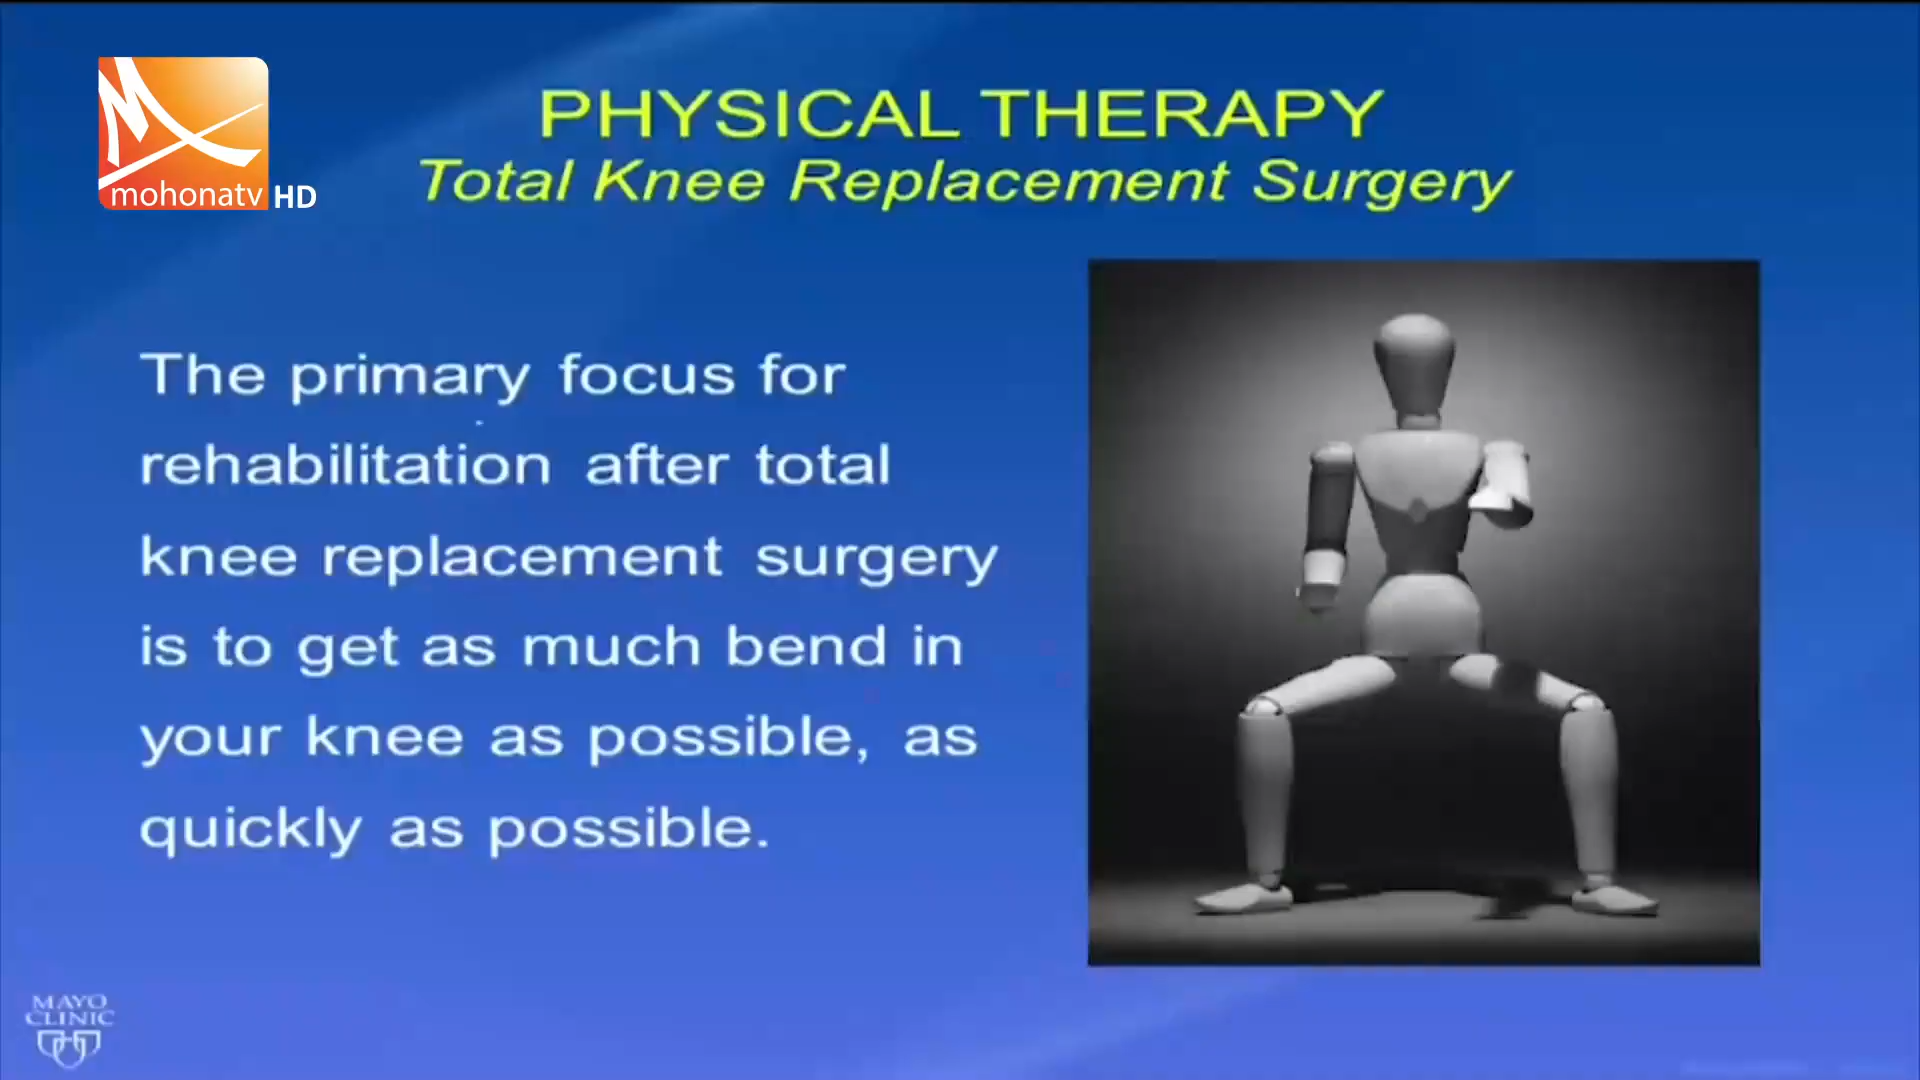 mohonatv HD
PHYSICAL THERAPY
Total Knee Replacement Surgery
The primary focus for
rehabilitation after total
knee replacement surgery
is to get as much bend in
your knee as possible, as
quickly as possible.
MAYO
CLINIC